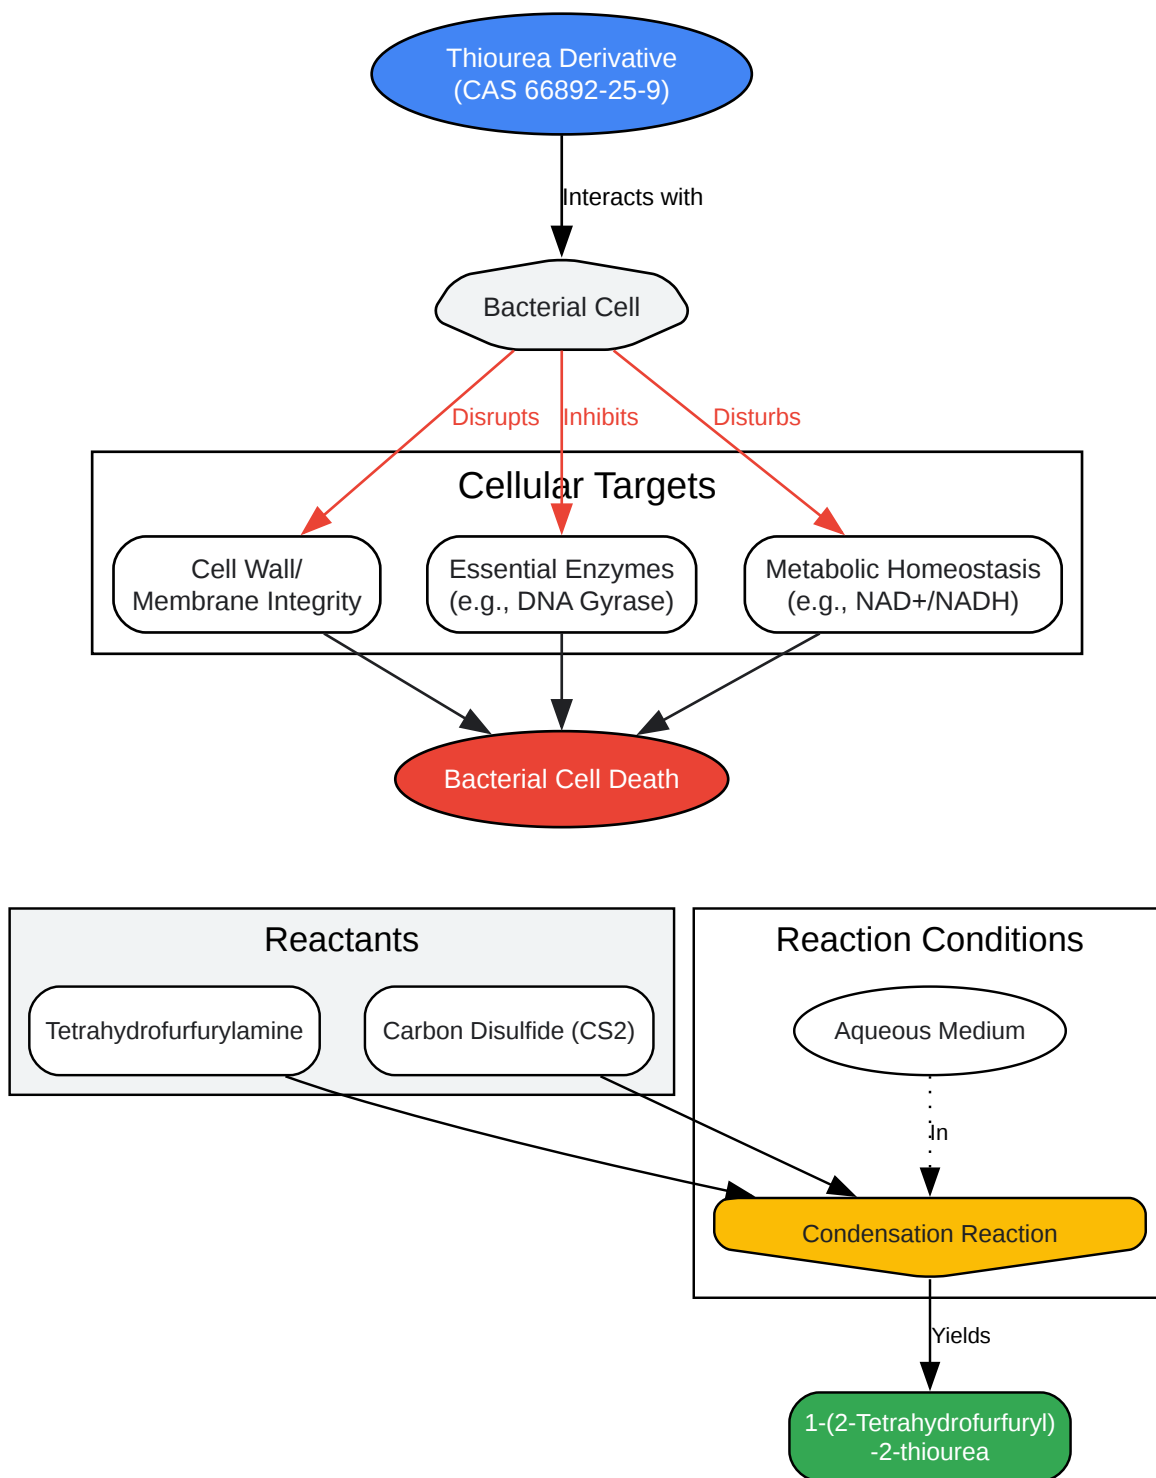 Thiourea Derivative
(CAS 66892-25-9)
Interacts with
Bacterial Cell
Disrupts
Inhibits
Disturbs
Cellular Targets
Cell Wall/
Membrane Integrity
Essential Enzymes
(e.g., DNA Gyrase)
Metabolic Homeostasis
(e.g., NAD+/NADH)
Bacterial Cell Death
Reactants
Tetrahydrofurfurylamine
Carbon Disulfide (CS2)
Reaction Conditions
Aqueous Medium
In
Condensation Reaction
Yields
1-(2-Tetrahydrofurfuryl)
-2-thiourea